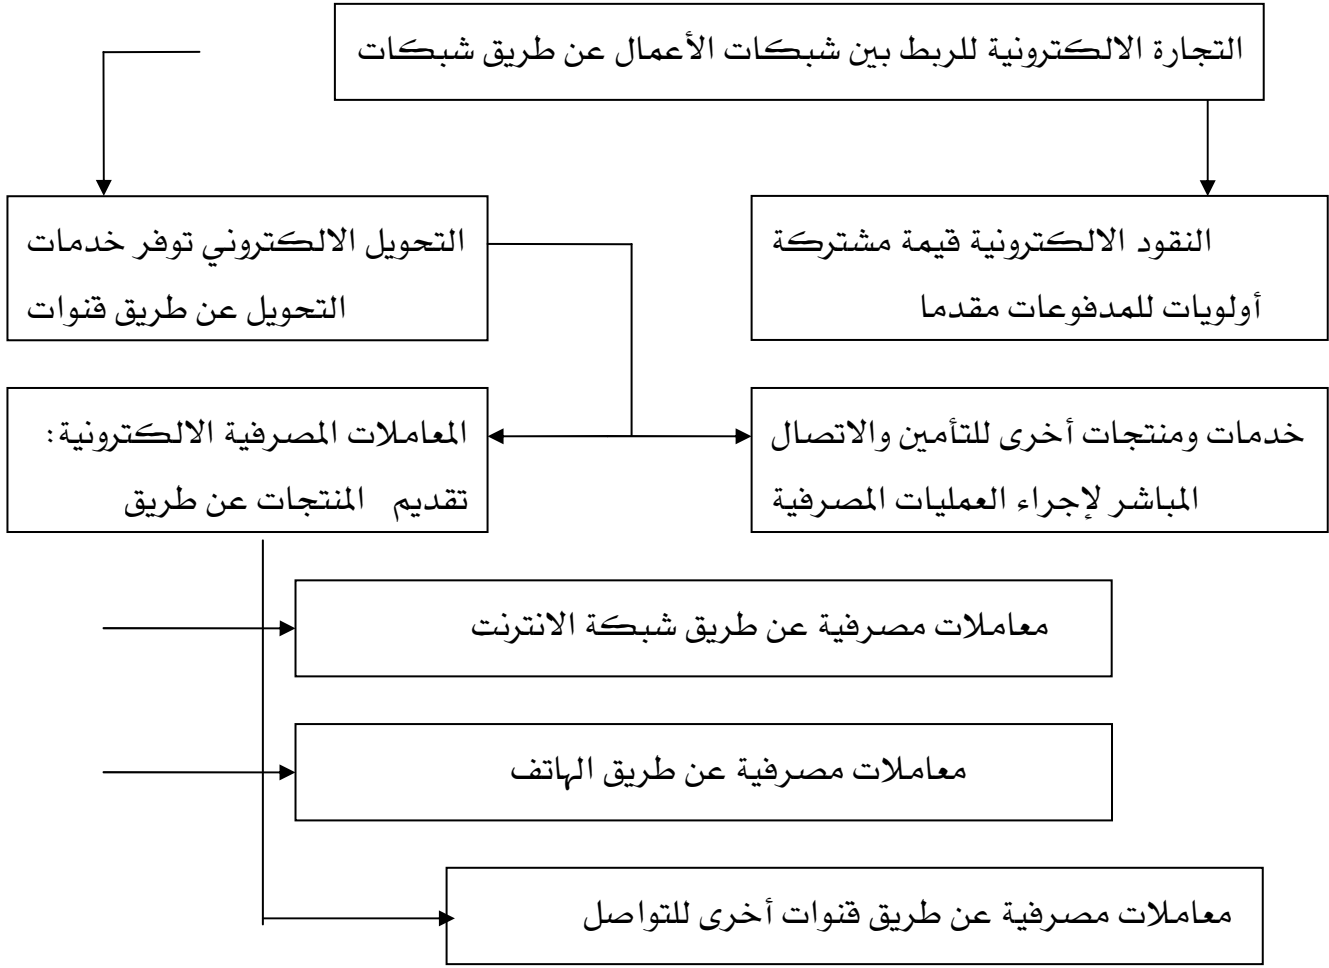 التجارة الالكترونية للربط بين شبكات الأعمال عن طريق شبكات
النقود الالكترونية قيمة مشتركة
أولويات للمدفوعات مقدما
التحويل الالكتروني توفر خدمات
التحويل عن طريق قنوات
خدمات ومنتجات أخرى للتأمين والاتصال
المباشر لإجراء العمليات المصرفية
المعاملات المصرفية الالكترونية:
تقديم المنتجات عن طريق
معاملات مصرفية عن طريق شبكة الانترنت
معاملات مصرفية عن طريق الهاتف
معاملات مصرفية عن طريق قنوات أخرى للتواصل